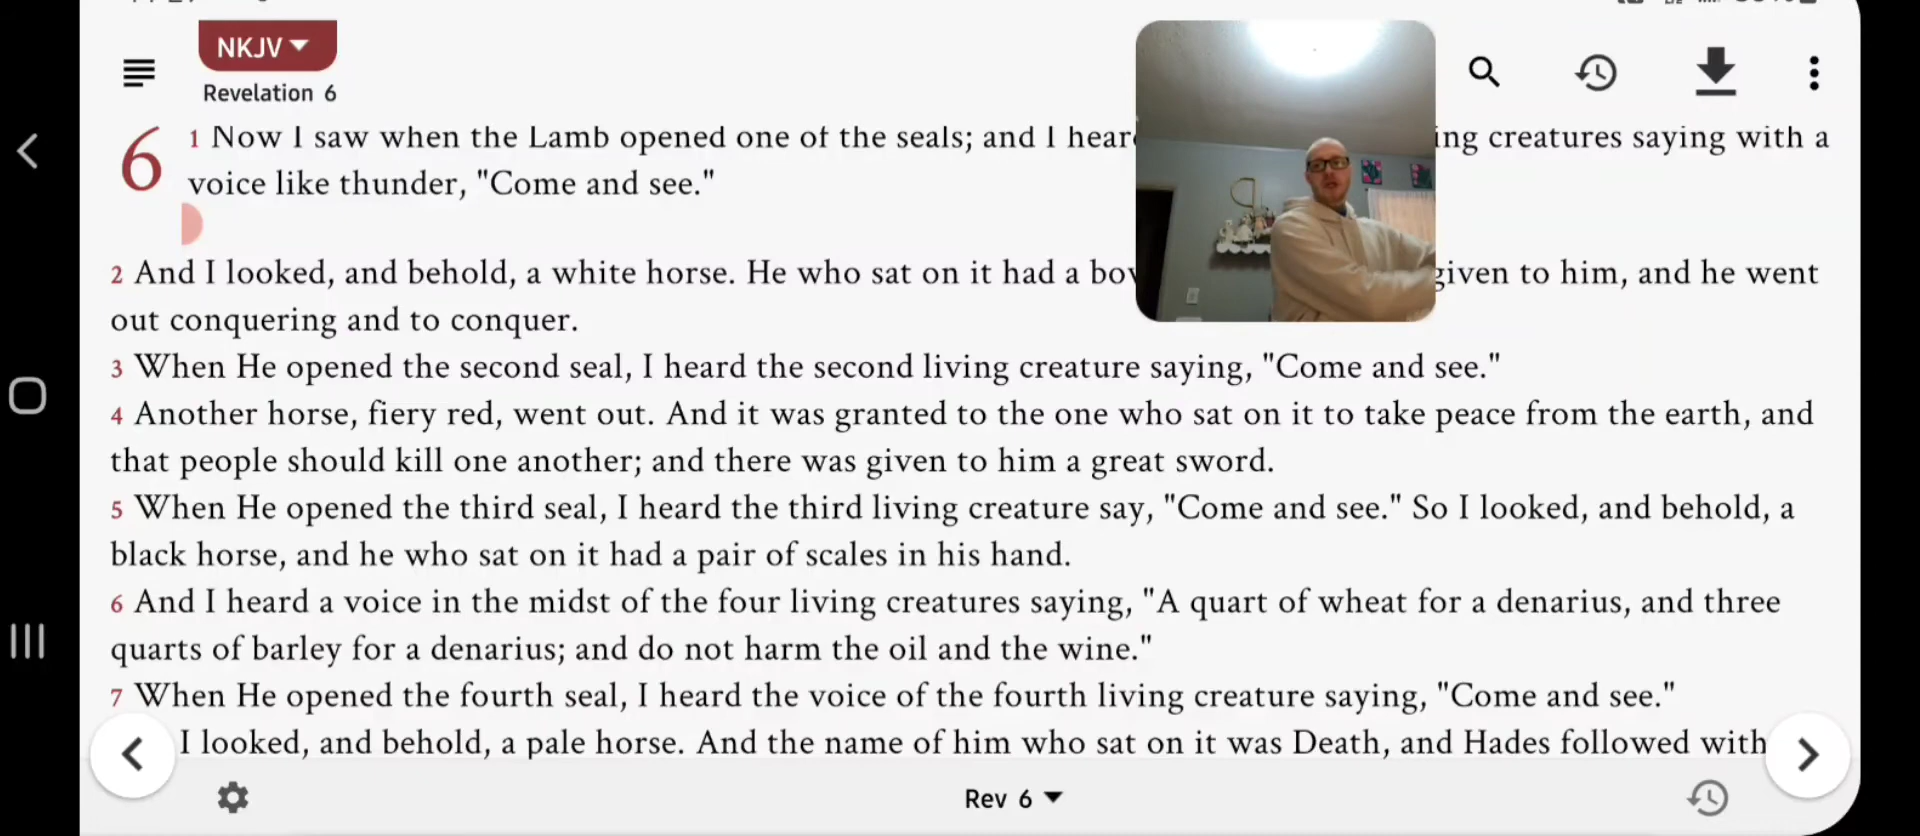 NKJV
Revelation 6
6 1 Now I saw when the Lamb opened one of the seals; and I hear ing creatures saying with a
voice like thunder, "Come and see."
2 And I looked, and behold, a white horse. He who sat on it had a bo given to him, and he went
out conquering and to conquer.
3 When He opened the second seal, I heard the second living creature saying, "Come and see."
4 Another horse, fiery red, went out. And it was granted to the one who sat on it to take peace from the earth, and
that people should kill one another; and there was given to him a great sword.
5 When He opened the third seal, I heard the third living creature say, "Come and see." So I looked, and behold, a
black horse, and he who sat on it had a pair of scales in his hand.
6 And I heard a voice in the midst of the four living creatures saying, "A quart of wheat for a denarius, and three
quarts of barley for a denarius; and do not harm the oil and the wine."
7 When He opened the fourth seal, I heard the voice of the fourth living creature saying, "Come and see."
I looked, and behold, a pale horse. And the name of him who sat on it was Death, and Hades followed with
Rev 6